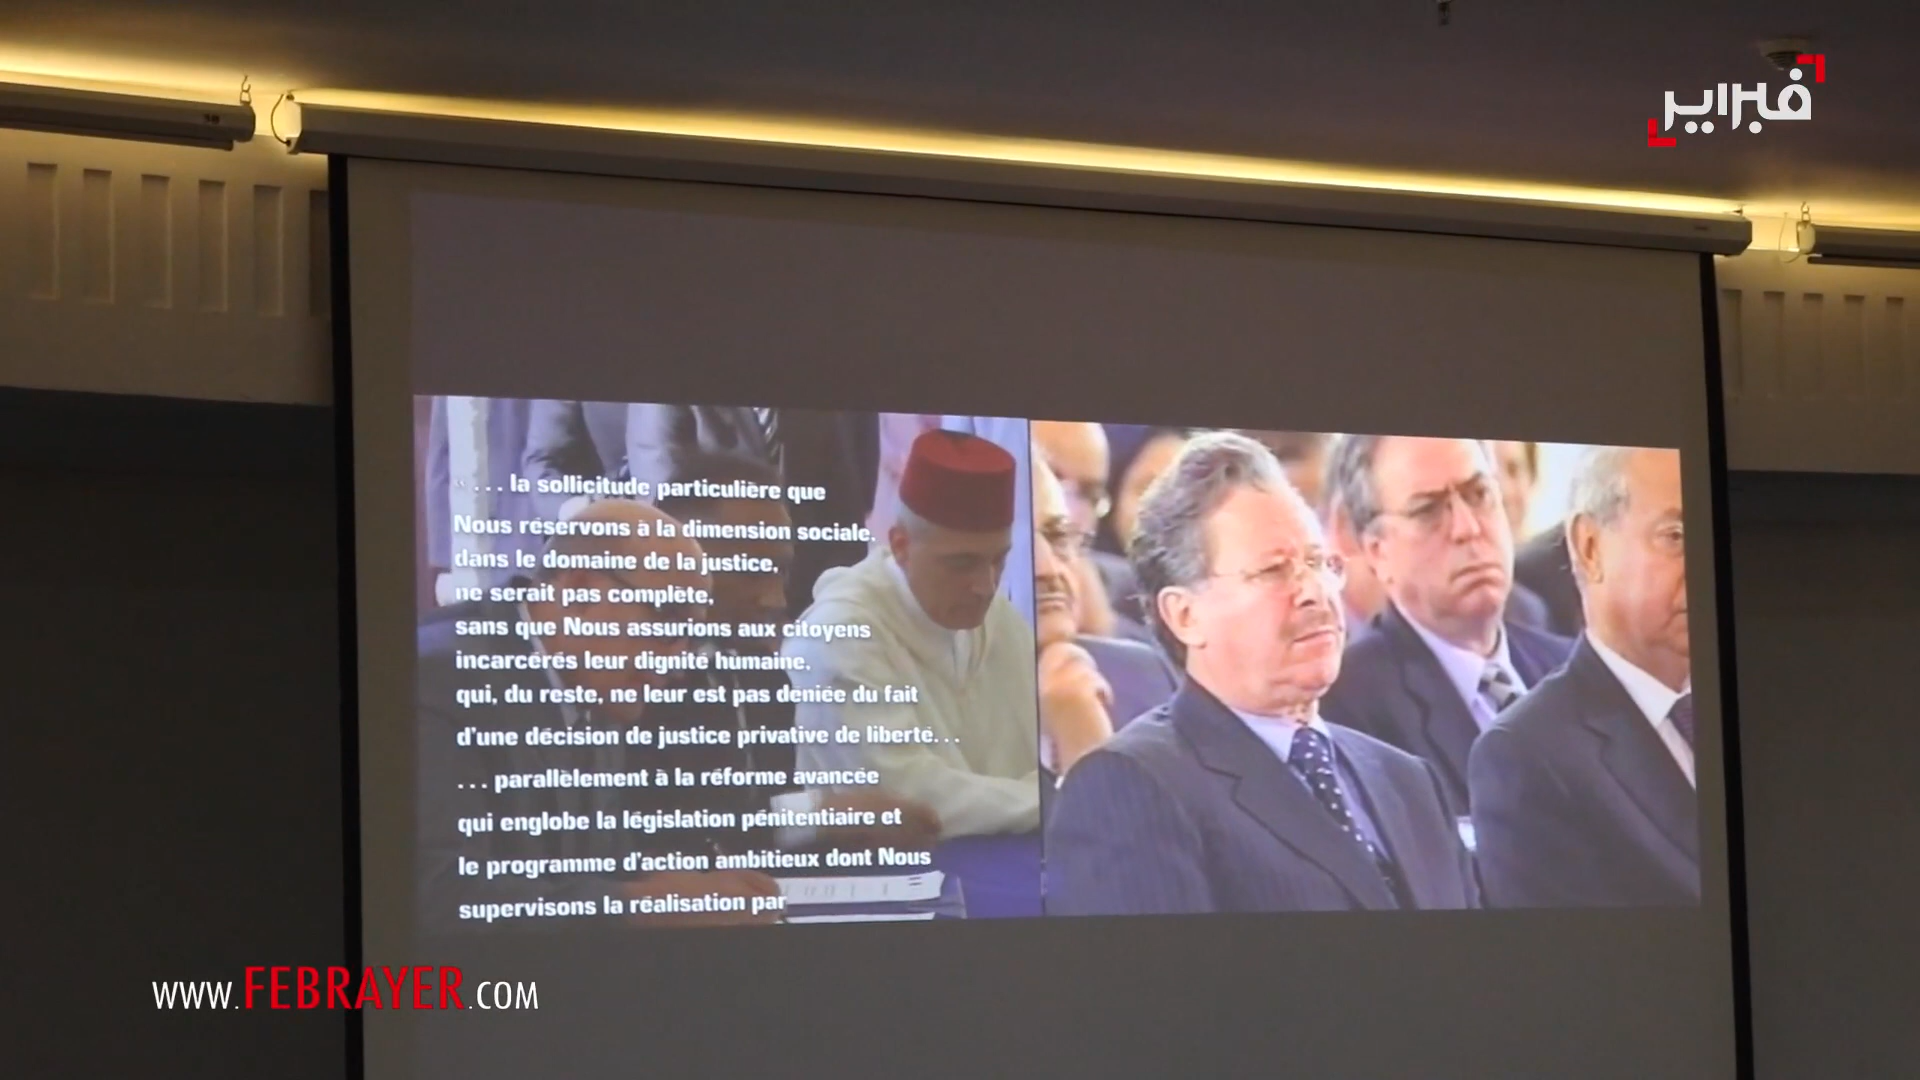 فبراير
“ . . . la sollicitude particulière que
Nous réservons à la dimension sociale,
dans le domaine de la justice,
ne serait pas complète,
sans que Nous assurions aux citoyens
incarcérés leur dignité humaine,
qui, du reste, ne leur est pas deniée du fait
d'une décision de justice privative de liberté. . .
. . . parallèlement à la réforme avancée
qui englobe la législation pénitentiaire et
le programme d'action ambitieux dont Nous
supervisons la réalisation par
WWW.FEBRAYER.COM